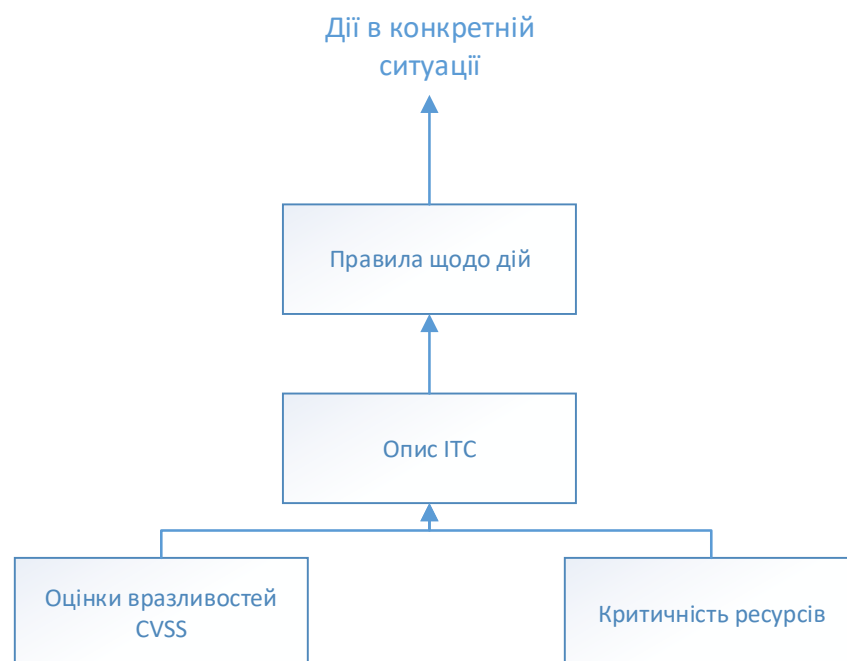 Дії в конкретній
ситуації
Правила щодо дій
Опис ІТС
Оцінки вразливостей
CVSS
Критичність ресурсів